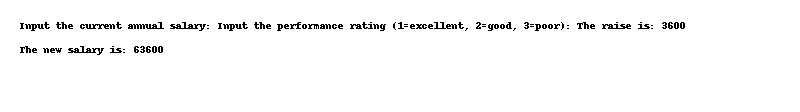 Input the current annual salary: Input the performance rating (1=excellent, 2=good, 3=poor): The raise is: 3600
The new salary is: 63600